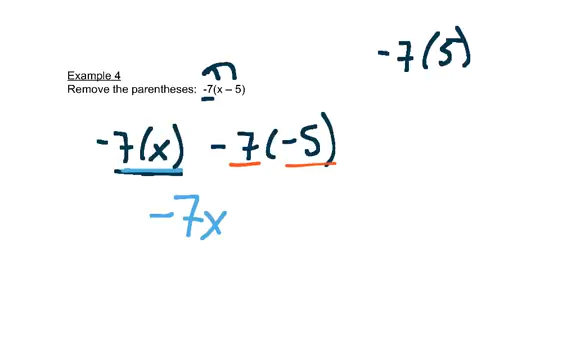 -7(5)
Example 4
Remove the parentheses: -7(x – 5)
-7(x) -7(-5)
-7x